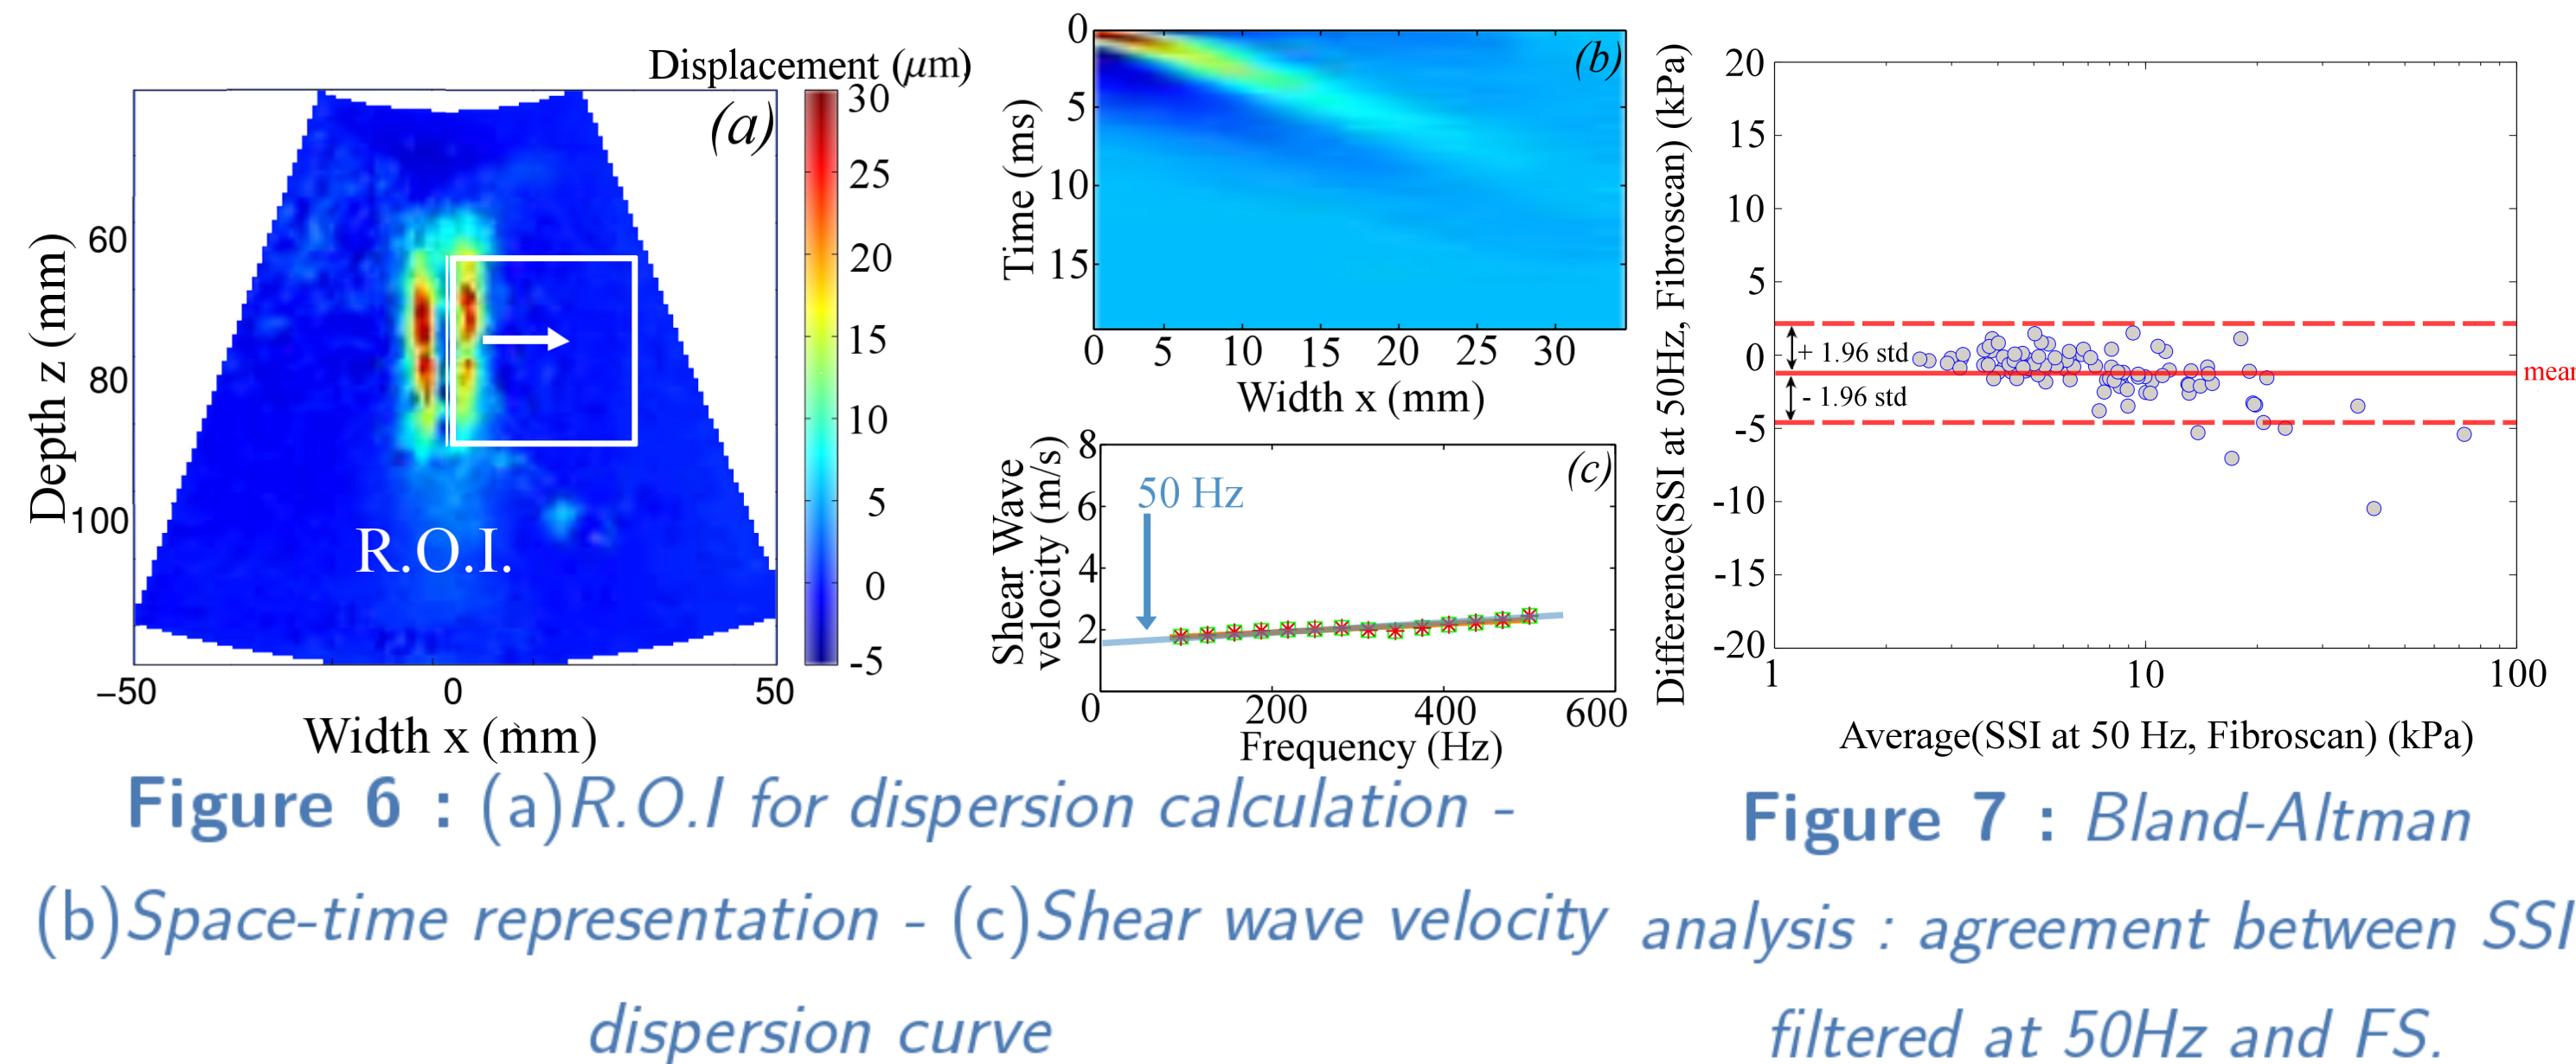 Displacement (μm)
(a)
30
25
20
15
10
5
0
-5
60
80
100
Depth z (mm)
R.O.I.
−50
0
50
Width x (mm)
(b)
0
5
10
15
Time (ms)
0
5
10
15
20
25
30
Width x (mm)
(c)
8
6
4
2
Shear Wave
velocity (m/s)
50 Hz
0
200
400
600
Frequency (Hz)
20
15
10
5
0
-5
-10
-15
-20
Difference(SSI at 50Hz, Fibroscan) (kPa)
+ 1.96 std
- 1.96 std
1
10
100
Average(SSI at 50 Hz, Fibroscan) (kPa)
Figure 6 : (a)R.O.I for dispersion calculation -
(b)Space-time representation - (c)Shear wave velocity
dispersion curve
Figure 7 : Bland-Altman
analysis : agreement between SSI
filtered at 50Hz and FS.